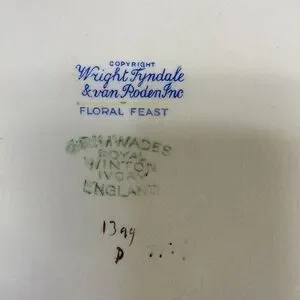 COPYRIGHT
Wright Tyndale
& van Roden Inc
FLORAL FEAST
GRIMWADES
ROYAL
WINTON
IVORY
ENGLAND
1399
D